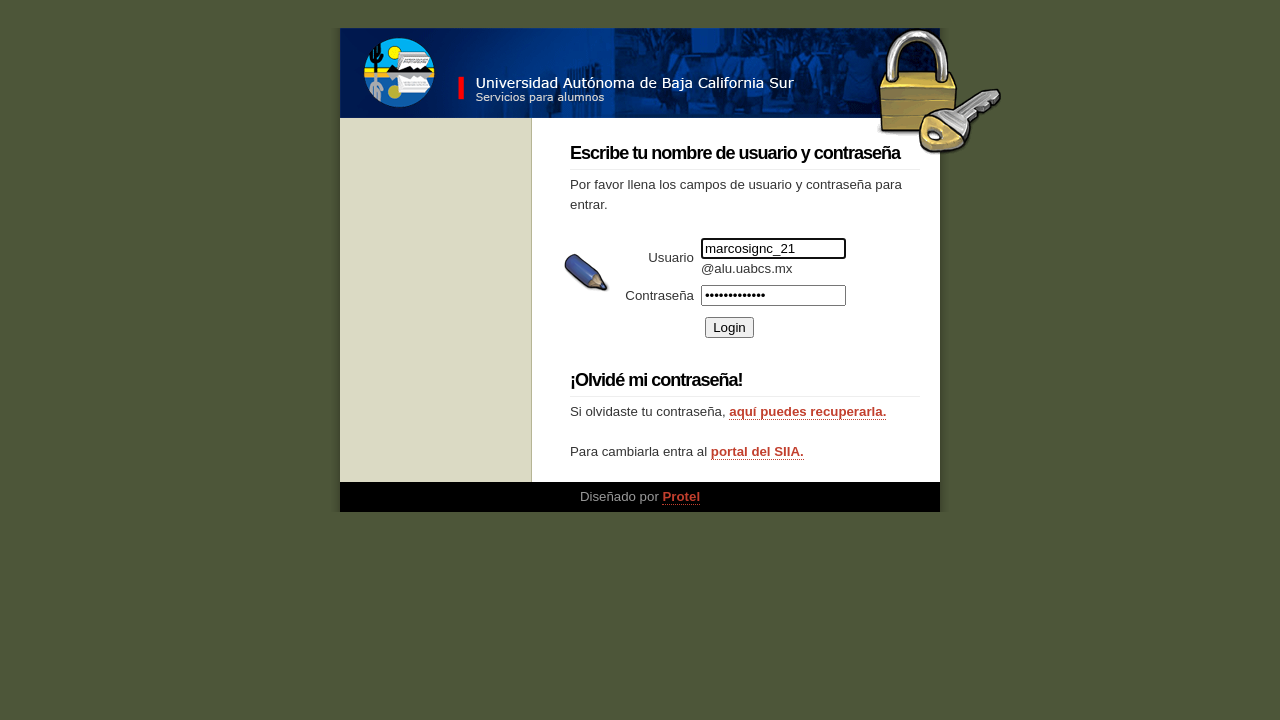 Universidad Autónoma de Baja California Sur
Servicios para alumnos
Escribe tu nombre de usuario y contraseña
Por favor llena los campos de usuario y contraseña para
entrar.
Usuario marcosignc_21
@alu.uabcs.mx
Contraseña •••••••••••••
Login
¡Olvidé mi contraseña!
Si olvidaste tu contraseña, aquí puedes recuperarla.
Para cambiarla entra al portal del SIIA.
Diseñado por Protel